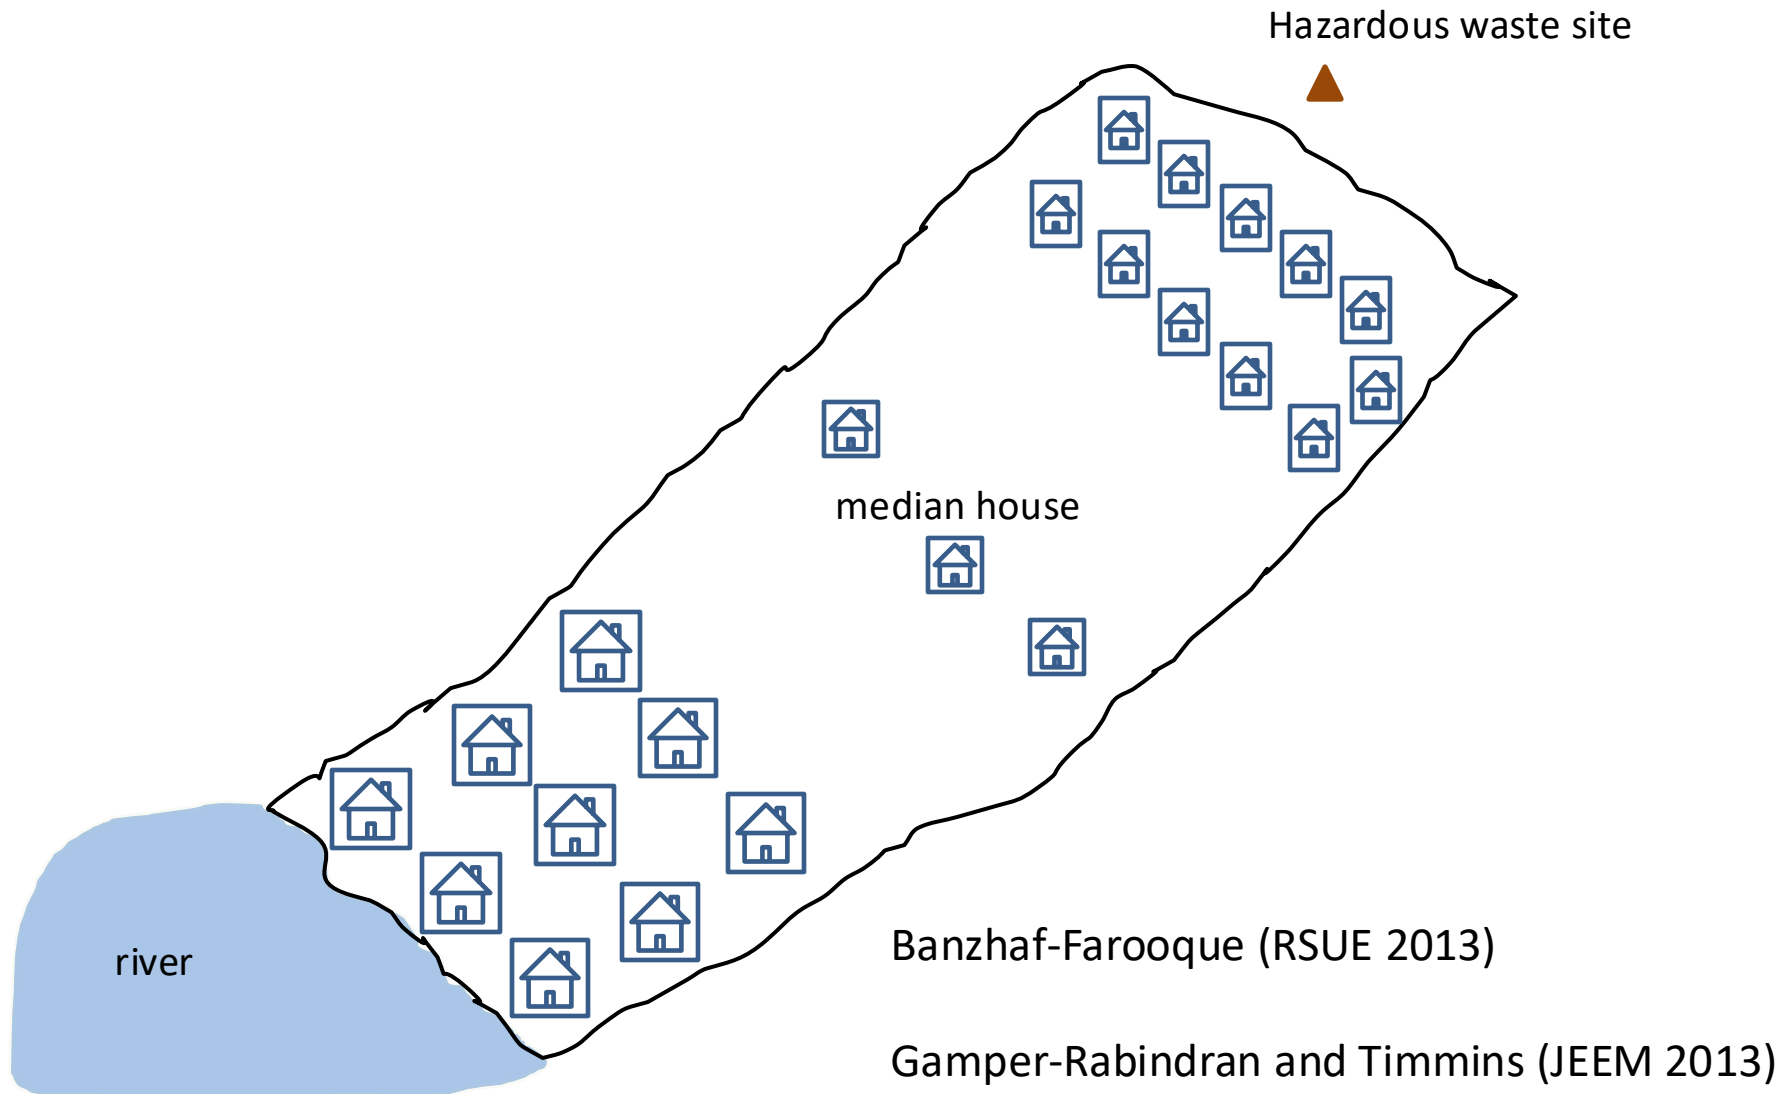 Hazardous waste site
median house
river
Banzhaf-Farooque (RSUE 2013)
Gamper-Rabindran and Timmins (JEEM 2013)